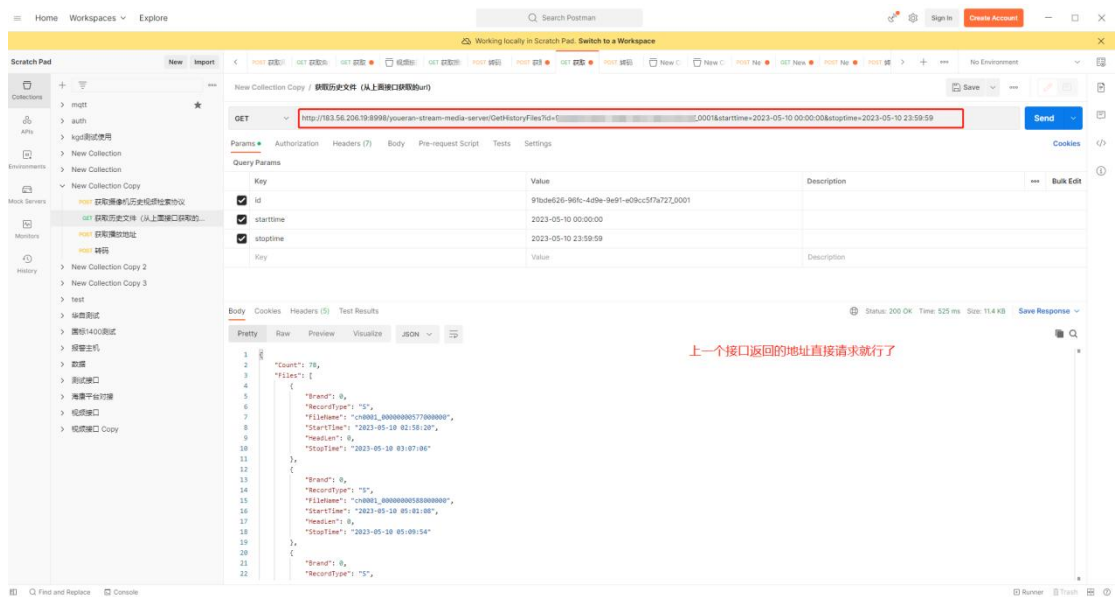 Home Workspaces Explore Search Postman Sign In Create Account
Working locally in Scratch Pad. Switch to a Workspace
Scratch Pad New Import No Environment
New Collection Copy / 获取历史文件（从上面接口获取的url） Save
GET http://183.56.206.19:8998/youeran-stream-media-server/GetHistoryFiles?id= _0001&starttime=2023-05-10 00:00:00&stoptime=2023-05-10 23:59:59 Send
Params Authorization Headers (7) Body Pre-request Script Tests Settings Cookies
Query Params
Key Value Description Bulk Edit
id 91bde626-96fc-4d9e-9e91-e09cc5f7a727_0001
starttime 2023-05-10 00:00:00
stoptime 2023-05-10 23:59:59
Key Value Description
Collections
APIs
Environments
Mock Servers
Monitors
History
mqtt
auth
kgd测试使用
New Collection
New Collection
New Collection Copy
POST 获取摄像机历史视频检索协议
GET 获取历史文件（从上面接口获取的...
POST 获取播放地址
POST 转码
New Collection Copy 2
New Collection Copy 3
test
国标1400测试
报警主机
数据
测试接口
海康平台对接
视频接口
视频接口 Copy
Body Cookies Headers (5) Test Results Status: 200 OK Time: 525 ms Size: 11.4 KB Save Response
Pretty Raw Preview Visualize JSON
上一个接口返回的地址直接请求就行了
1 {
2 "Count": 78,
3 "Files": [
4 {
5 "Brand": 0,
6 "RecordType": "S",
7 "FileName": "ch0001_00000000577000000",
8 "StartTime": "2023-05-10 02:58:20",
9 "HeadLen": 0,
10 "StopTime": "2023-05-10 03:07:06"
11 },
12 {
13 "Brand": 0,
14 "RecordType": "S",
15 "FileName": "ch0001_00000000588000000",
16 "StartTime": "2023-05-10 05:01:08",
17 "HeadLen": 0,
18 "StopTime": "2023-05-10 05:09:54"
19 },
20 {
21 "Brand": 0,
22 "RecordType": "S",
Find and Replace Console Runner Trash